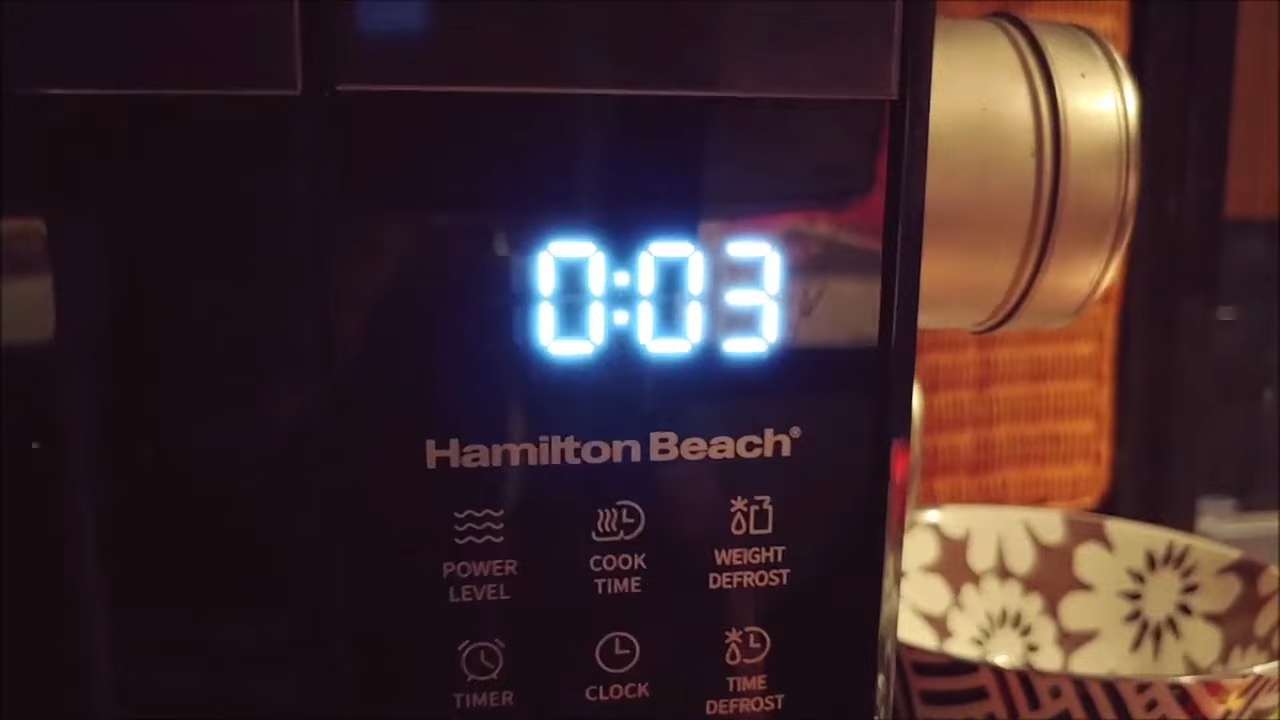 0:03
Hamilton Beach®
POWER LEVEL
COOK TIME
WEIGHT DEFROST
TIMER
CLOCK
TIME DEFROST